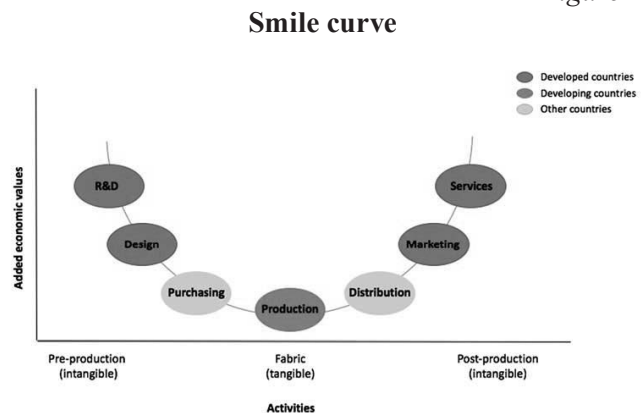 Smile curve
Developed countries
Developing countries
Other countries
Added economic values
R&D
Services
Design
Marketing
Purchasing
Distribution
Production
Pre-production
(intangible)
Fabric
(tangible)
Post-production
(intangible)
Activities